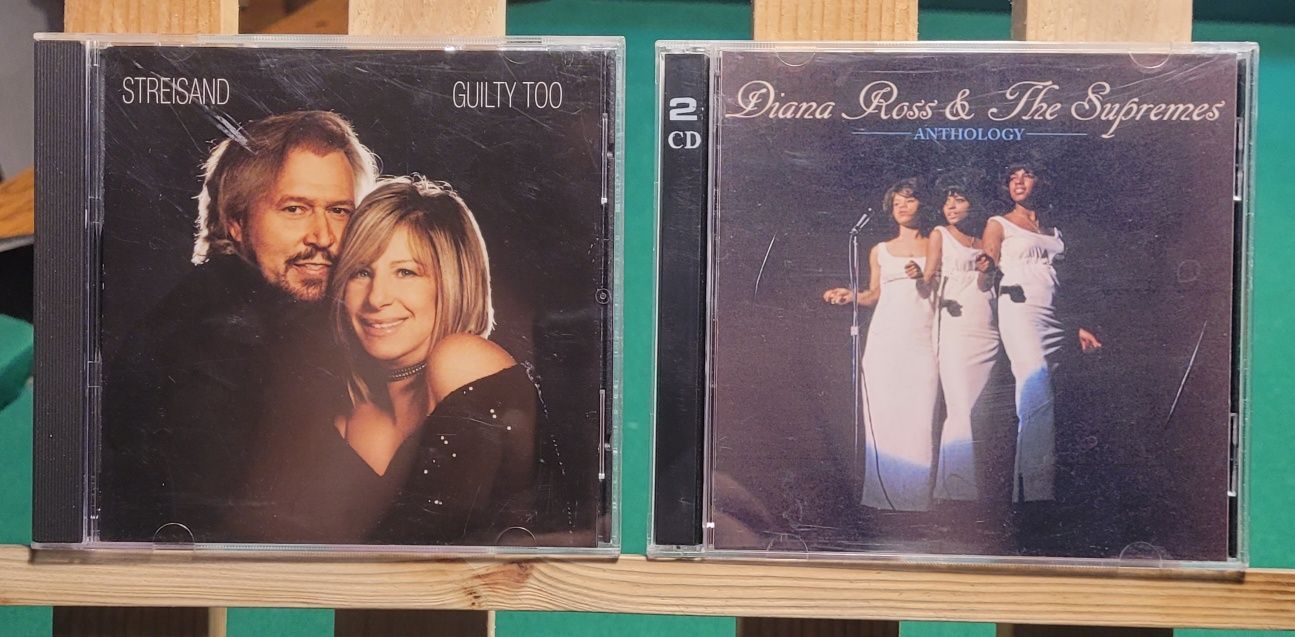 STREISAND GUILTY TOO
2
CD
Diana Ross & The Supremes
ANTHOLOGY